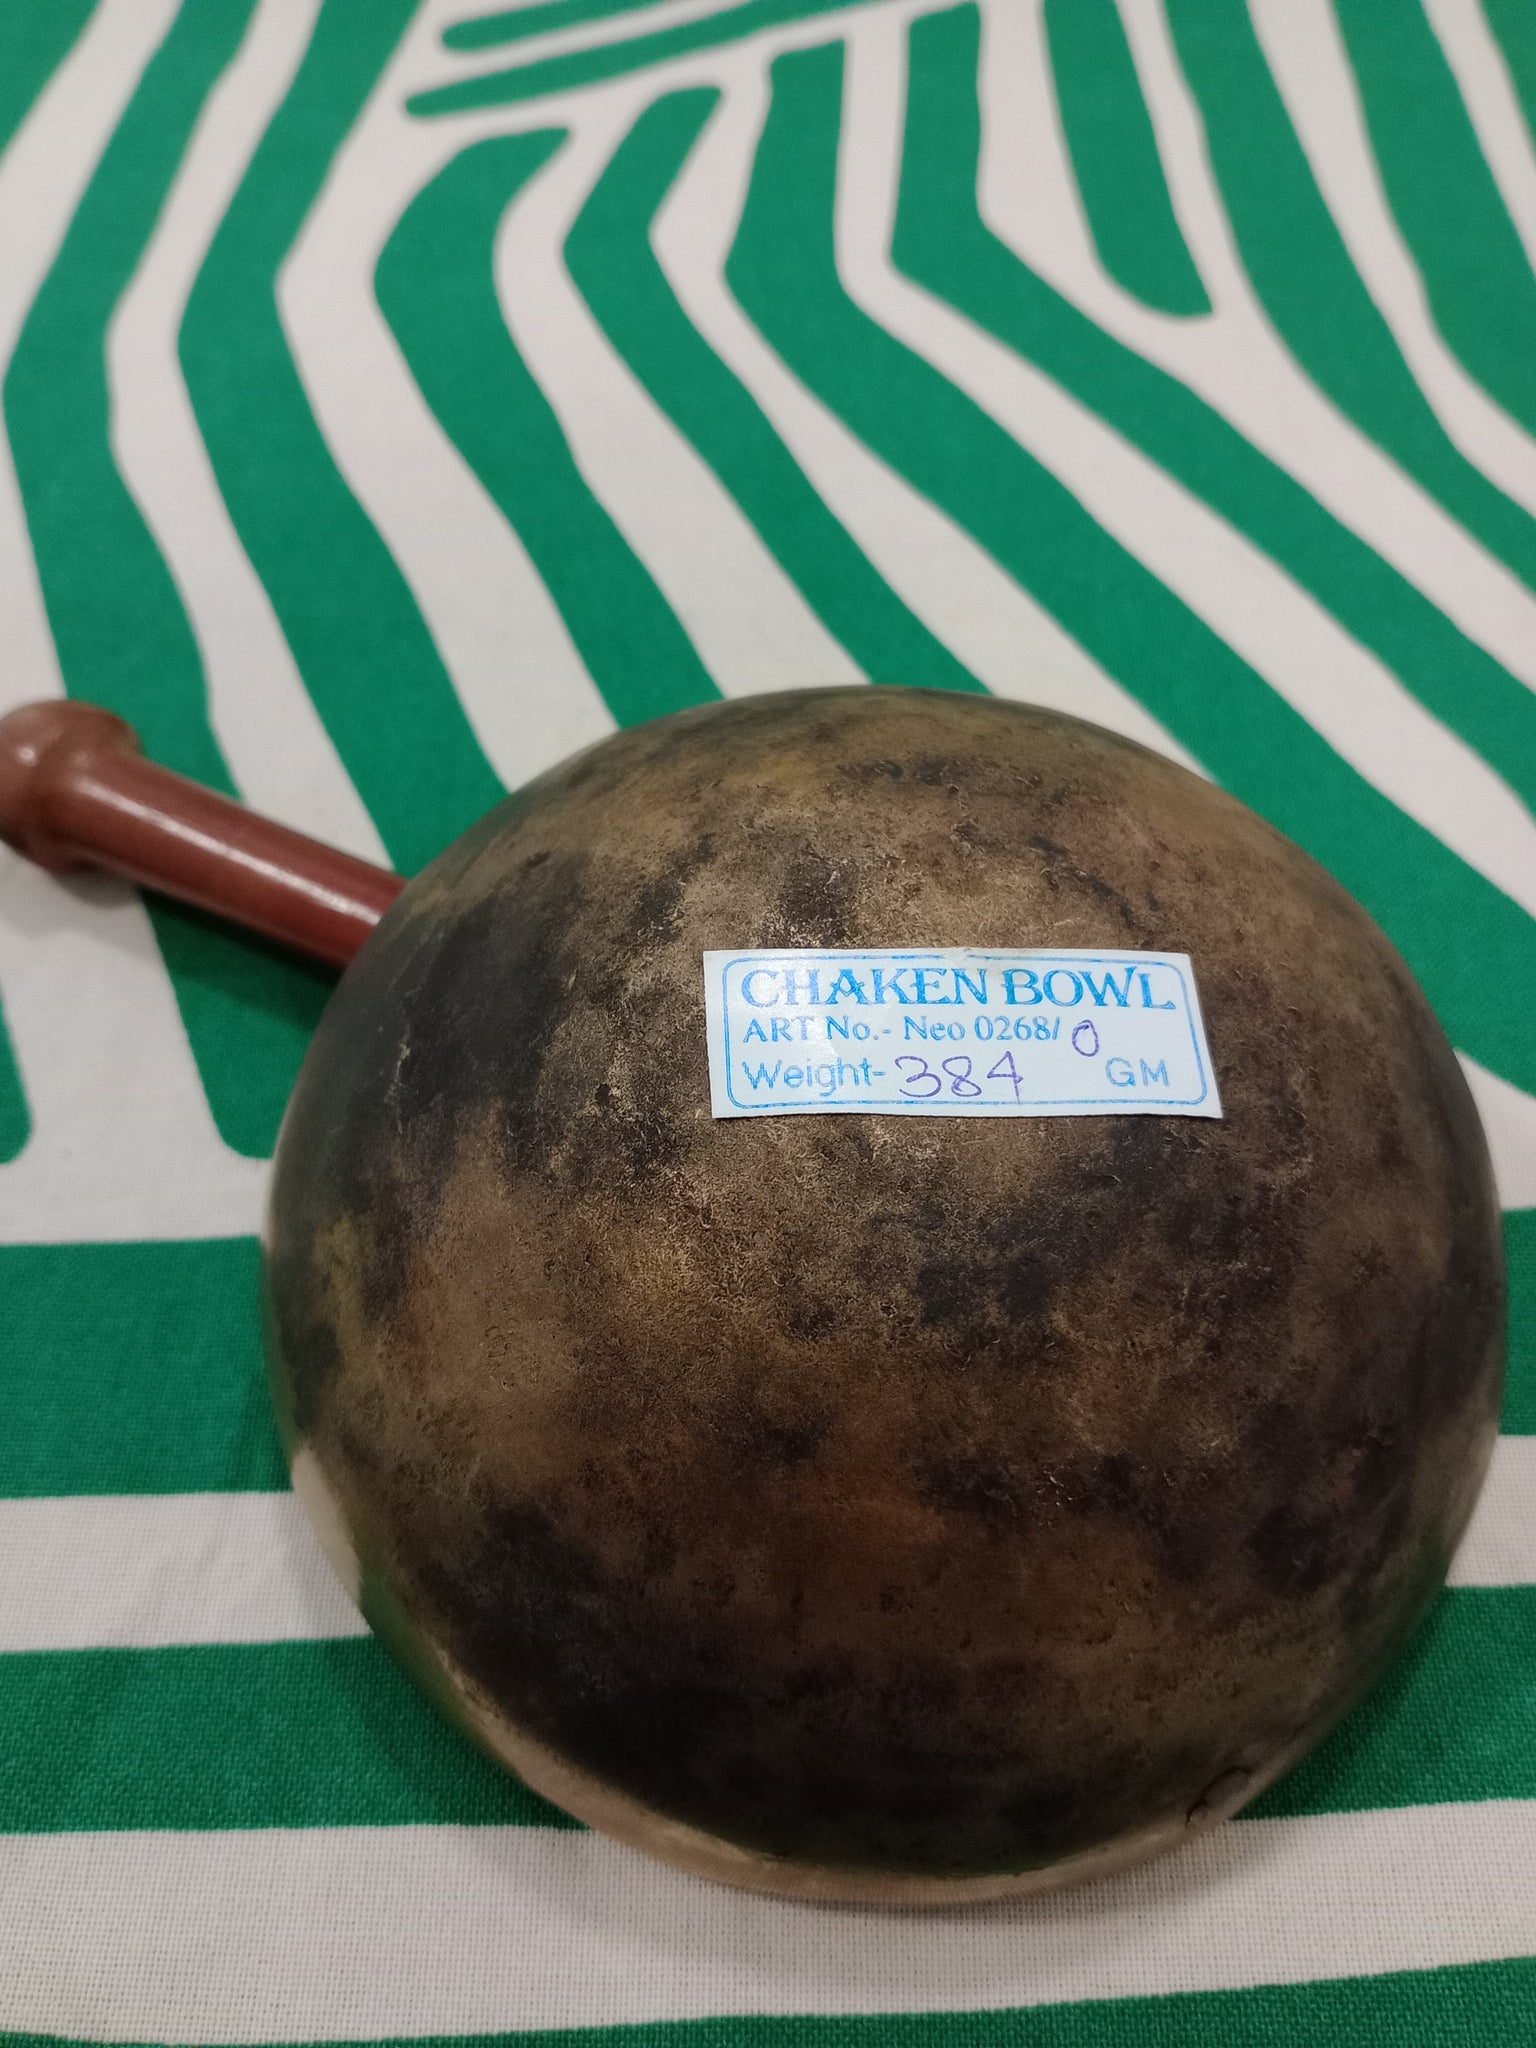 CHAKEN BOWL
ART No.- Neo 0268/0
Weight- 384 GM